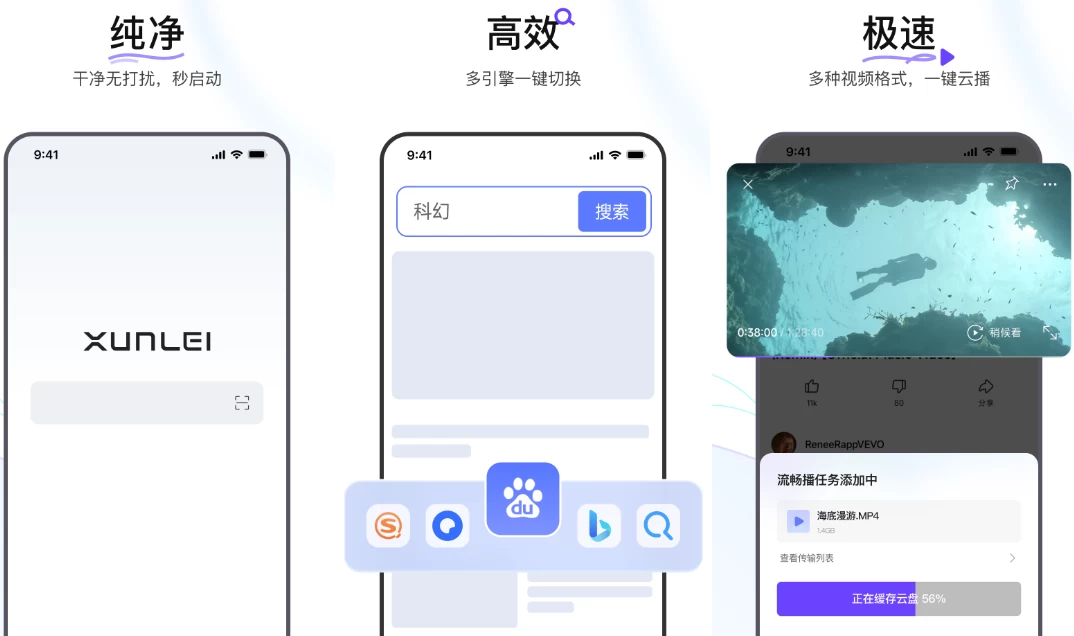 纯净
干净无打扰，秒启动
9:41
XUNLEI
高效
多引擎一键切换
9:41
科幻
搜索
du
极速
多种视频格式，一键云播
9:41
0:38:00 / 1:28:40
稍候看
11k
80
分享
ReneeRappVEVO
流畅播任务添加中
海底漫游.MP4
1.4GB
查看传输列表
正在缓存云盘 56%